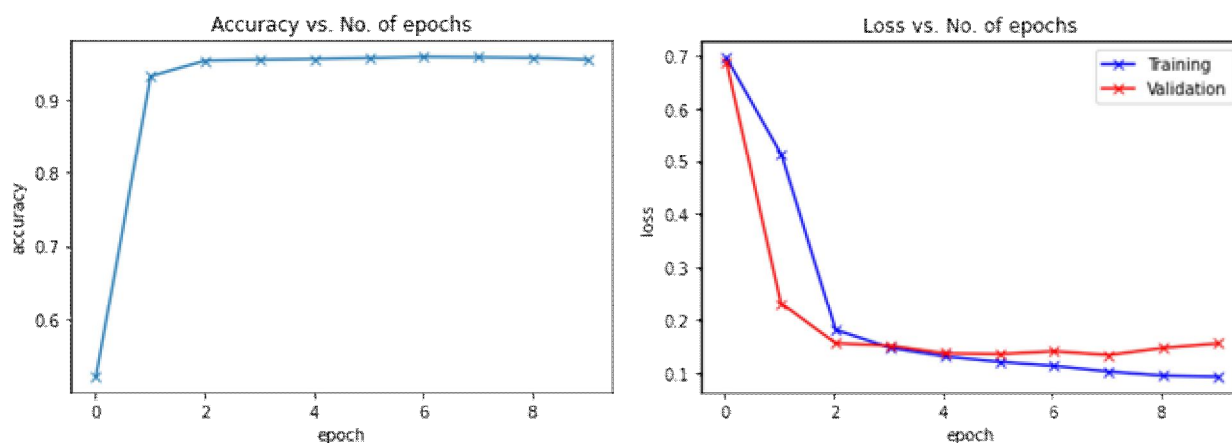 Accuracy vs. No. of epochs
0.9
0.8
0.7
0.6
accuracy
0 2 4 6 8
epoch
Loss vs. No. of epochs
0.7
0.6
0.5
0.4
0.3
0.2
0.1
loss
Training
Validation
0 2 4 6 8
epoch